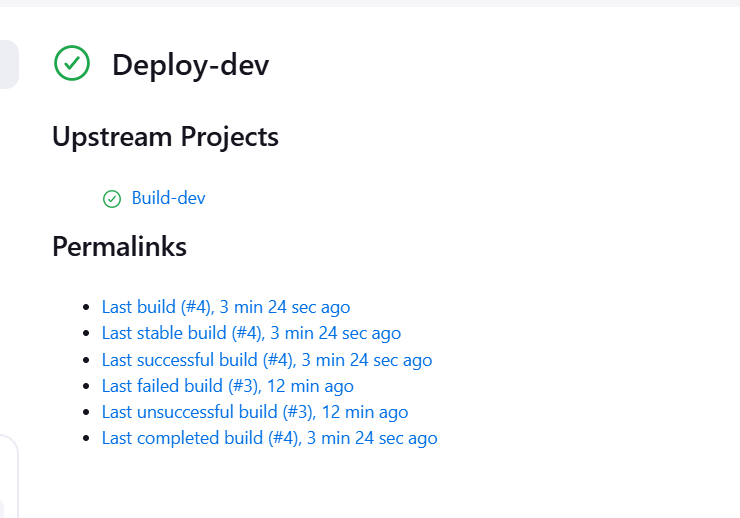 Deploy-dev
Upstream Projects
Build-dev
Permalinks
Last build (#4), 3 min 24 sec ago
Last stable build (#4), 3 min 24 sec ago
Last successful build (#4), 3 min 24 sec ago
Last failed build (#3), 12 min ago
Last unsuccessful build (#3), 12 min ago
Last completed build (#4), 3 min 24 sec ago